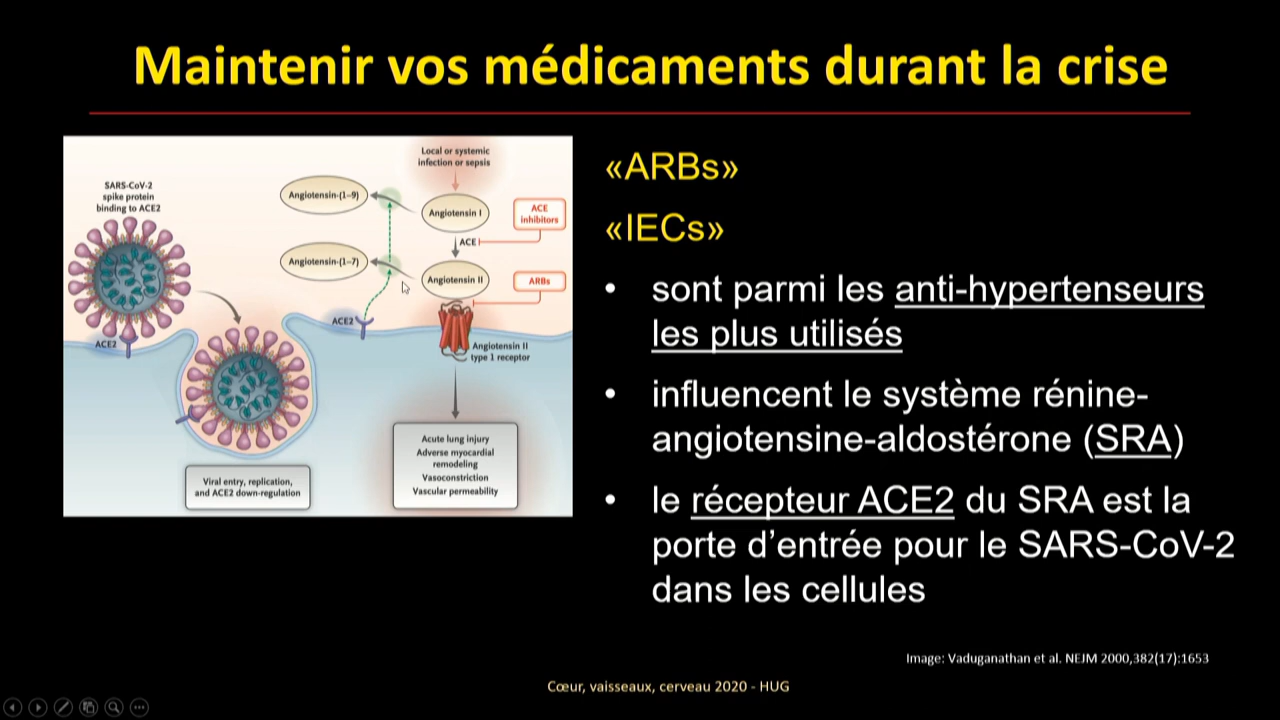 Maintenir vos médicaments durant la crise
SARS-CoV-2
spike protein
binding to ACE2
ACE2
Viral entry, replication,
and ACE2 down-regulation
Angiotensin-(1–9)
Angiotensin-(1–7)
ACE2
Local or systemic
infection or sepsis
Angiotensin I
ACE
inhibitors
ACE
Angiotensin II
ARBs
Angiotensin II
type 1 receptor
Acute lung injury
Adverse myocardial
remodeling
Vasoconstriction
Vascular permeability
«ARBs»
«IECs»
• sont parmi les anti-hypertenseurs
les plus utilisés
• influencent le système rénine-
angiotensine-aldostérone (SRA)
• le récepteur ACE2 du SRA est la
porte d’entrée pour le SARS-CoV-2
dans les cellules
Image: Vaduganathan et al. NEJM 2000,382(17):1653
Cœur, vaisseaux, cerveau 2020 - HUG